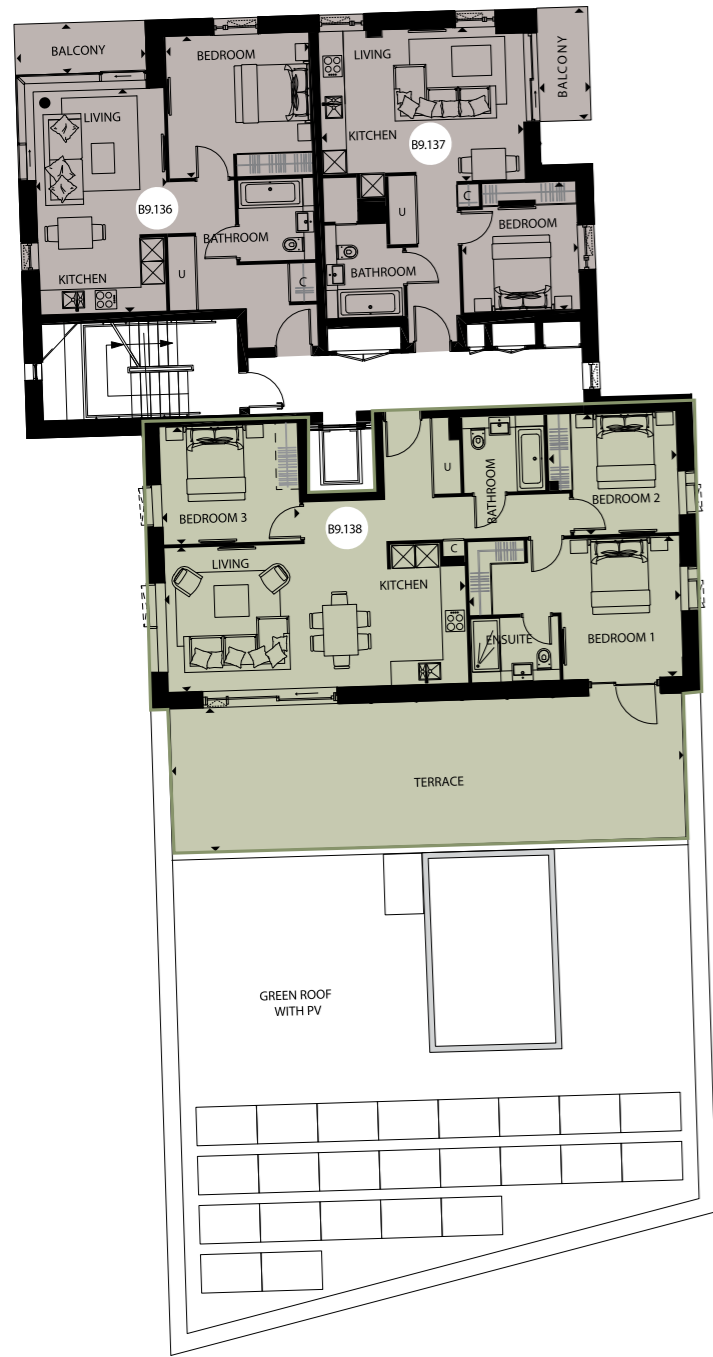 BALCONY
BEDROOM
LIVING
BALCONY
LIVING
KITCHEN
B9.137
B9.136
C
U
BEDROOM
BATHROOM
U
KITCHEN
C
BATHROOM
U
BATHROOM
BEDROOM 2
BEDROOM 3
B9.138
C
LIVING
KITCHEN
ENSUITE
BEDROOM 1
TERRACE
GREEN ROOF
WITH PV